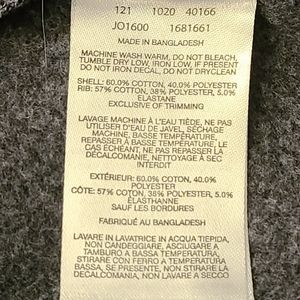 121 1020 40166
JO1600 1681661
MADE IN BANGLADESH
MACHINE WASH WARM, DO NOT BLEACH,
TUMBLE DRY LOW, IRON LOW, IF PRESENT
DO NOT IRON DECAL, DO NOT DRYCLEAN
SHELL: 60.0% COTTON, 40.0% POLYESTER
RIB: 57% COTTON, 38% POLYESTER, 5.0%
ELASTANE
EXCLUSIVE OF TRIMMING
LAVAGE MACHINE À L'EAU TIÈDE, NE PAS
UTILISER D'EAU DE JAVEL, SÉCHAGE
MACHINE, BASSE TEMPÉRATURE,
REPASSER À BASSE TEMPÉRATURE, LE
CAS ÉCHEANT, NE PAS REPASSER LA
DÉCALCOMANIE, NETTOYAGE À SEC
INTERDIT
EXTÉRIEUR: 60.0% COTON, 40.0%
POLYESTER
CÔTE: 57% COTON, 38% POLYESTER, 5.0%
ÉLASTHANNE
SAUF LES BORDURES
FABRIQUÉ AU BANGLADESH
LAVARE IN LAVATRICE IN ACQUA TIEPIDA,
NON CANDEGGIARE, ASCIUGARE A
TAMBURO A BASSA TEMPERATURA,
STIRARE CON FERRO A TEMPERATURA
BASSA, SE PRESENTE, NON STIRARE LA
DECALCOMANIA, NON LAVARE A SECCO